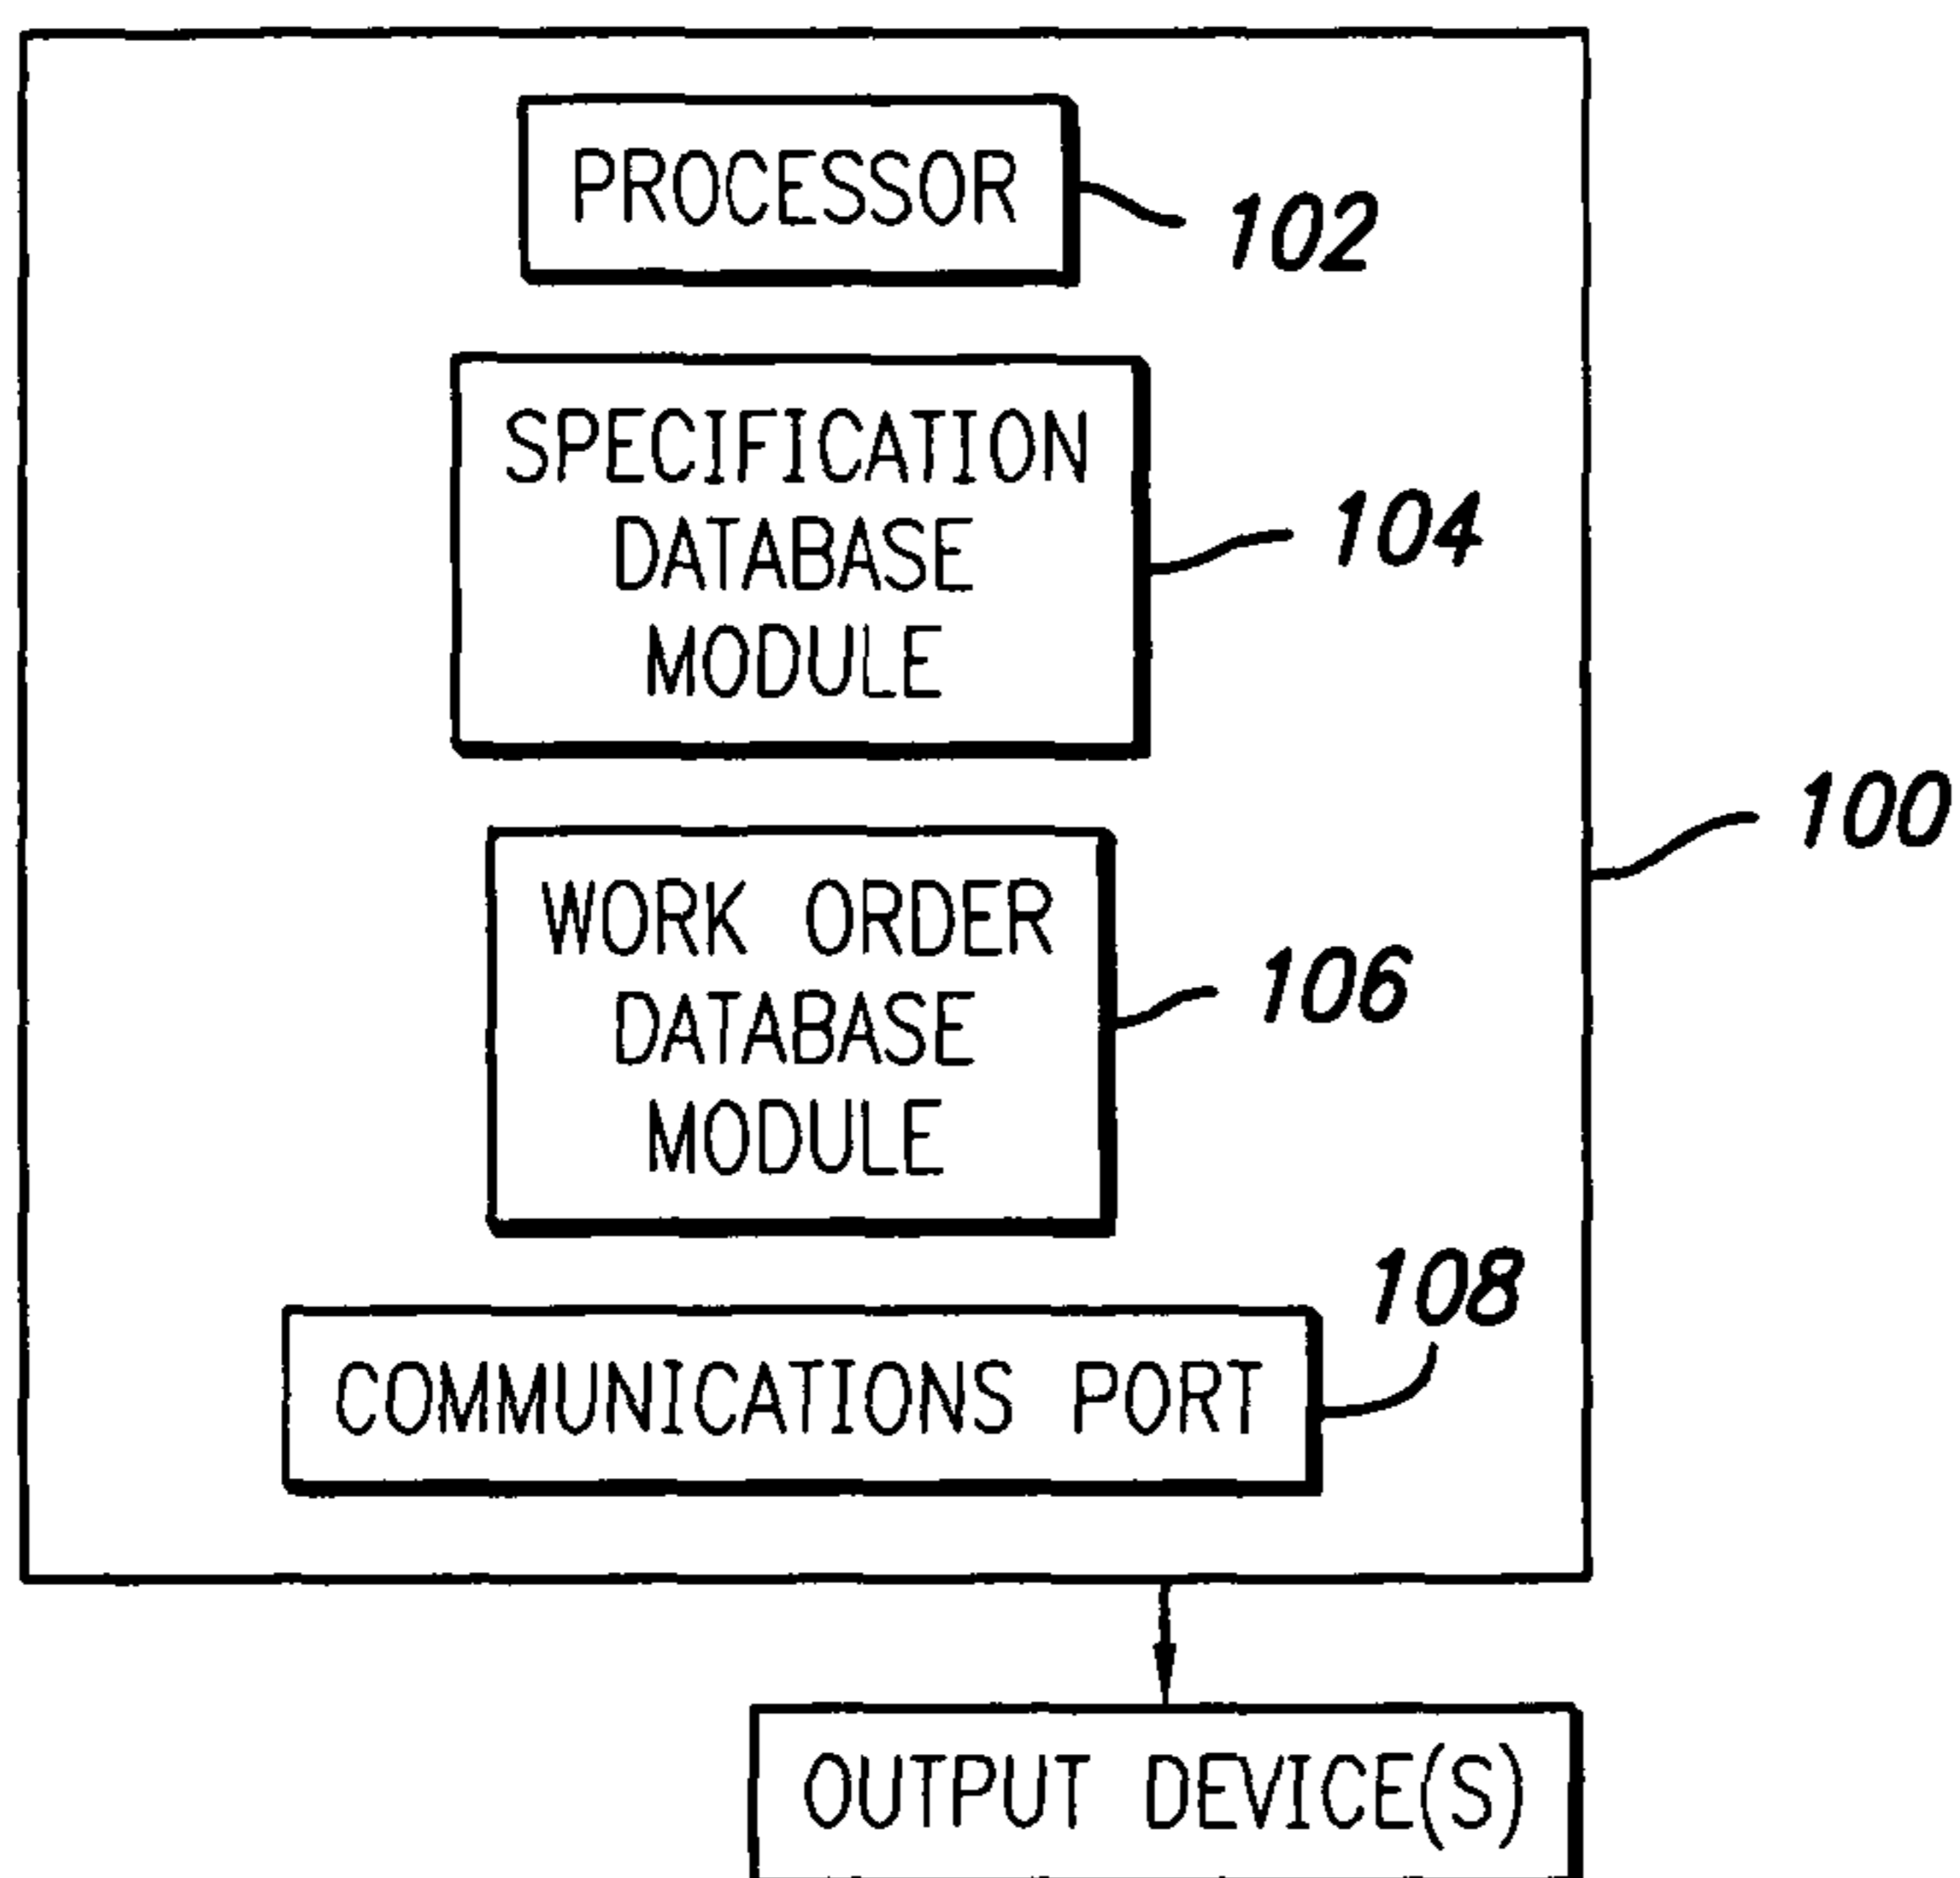 PROCESSOR
102
SPECIFICATION
DATABASE
MODULE
104
100
WORK ORDER
DATABASE
MODULE
106
108
COMMUNICATIONS PORT
OUTPUT DEVICE(S)